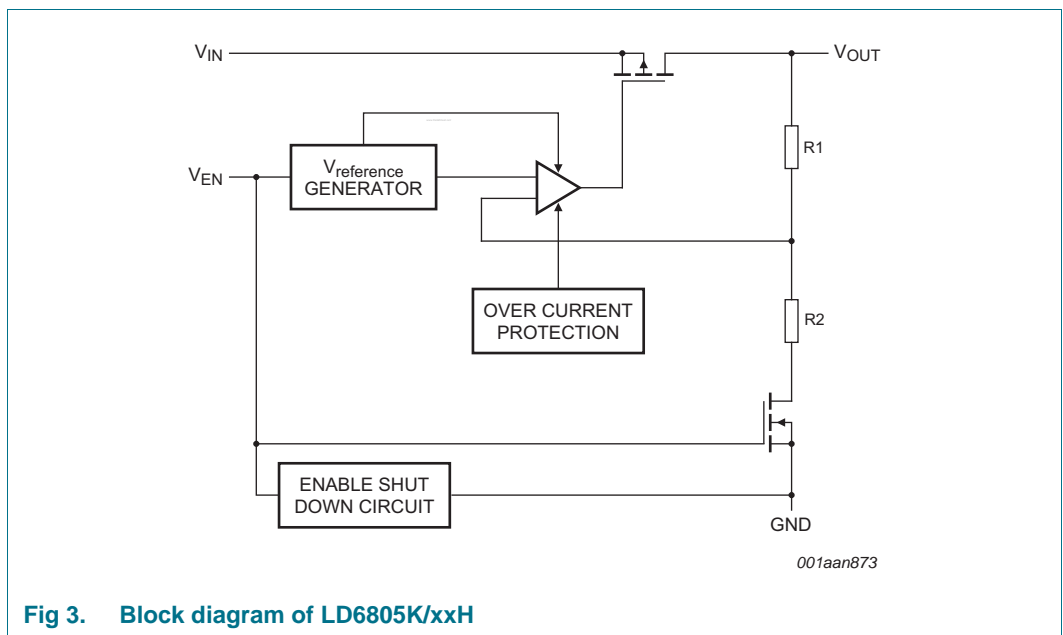 VIN
VOUT
R1
VEN
Vreference
GENERATOR
OVER CURRENT
PROTECTION
R2
ENABLE SHUT
DOWN CIRCUIT
GND
001aan873
Fig 3. Block diagram of LD6805K/xxH